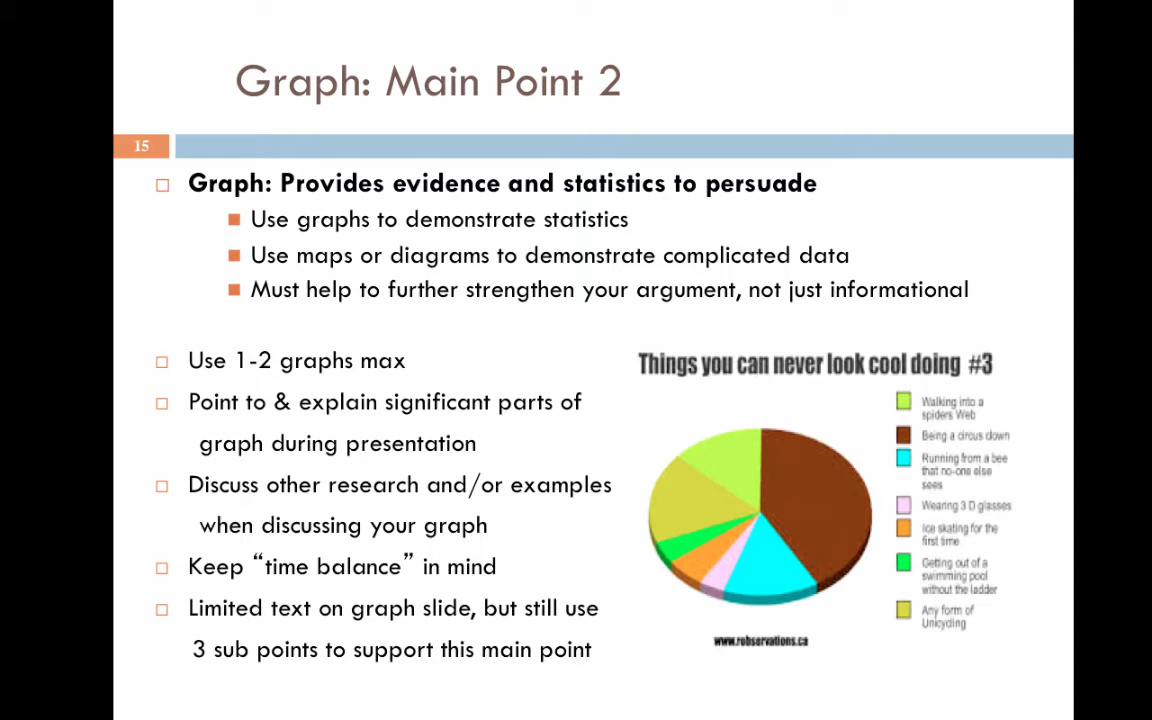 Graph: Main Point 2
15
Graph: Provides evidence and statistics to persuade
Use graphs to demonstrate statistics
Use maps or diagrams to demonstrate complicated data
Must help to further strengthen your argument, not just informational
Use 1-2 graphs max
Point to & explain significant parts of
graph during presentation
Discuss other research and/or examples
when discussing your graph
Keep “time balance” in mind
Limited text on graph slide, but still use
3 sub points to support this main point
Things you can never look cool doing #3
Walking into a
spiders Web
Being a circus clown
Running from a bee
that no-one else
sees
Wearing 3 D glasses
Ice skating for the
first time
Getting out of a
swimming pool
without the ladder
Any form of
Unicycling
www.robservations.ca